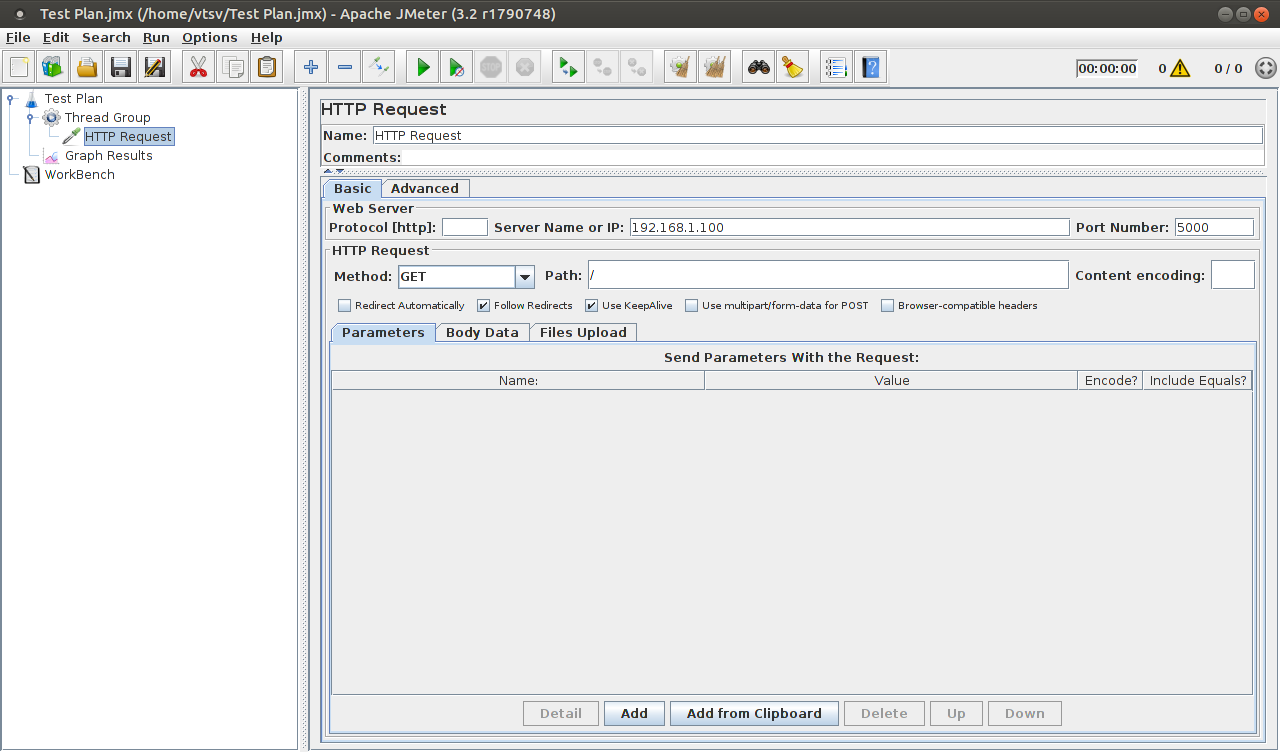 Test Plan.jmx (/home/vtsv/Test Plan.jmx) - Apache JMeter (3.2 r1790748)
File Edit Search Run Options Help
00:00:00 0 0 / 0
Test Plan
Thread Group
HTTP Request
Graph Results
WorkBench
HTTP Request
Name: HTTP Request
Comments:
Basic Advanced
Web Server
Protocol [http]: Server Name or IP: 192.168.1.100 Port Number: 5000
HTTP Request
Method: GET Path: / Content encoding:
Redirect Automatically Follow Redirects Use KeepAlive Use multipart/form-data for POST Browser-compatible headers
Parameters Body Data Files Upload
Send Parameters With the Request:
Name: Value Encode? Include Equals?
Detail Add Add from Clipboard Delete Up Down